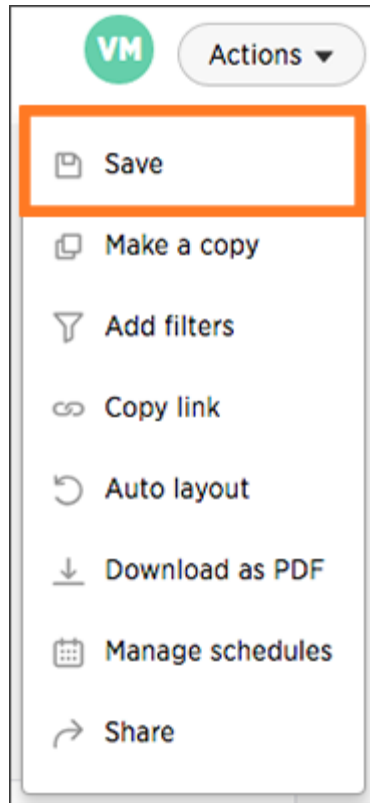 VM
Actions
Save
Make a copy
Add filters
Copy link
Auto layout
Download as PDF
Manage schedules
Share